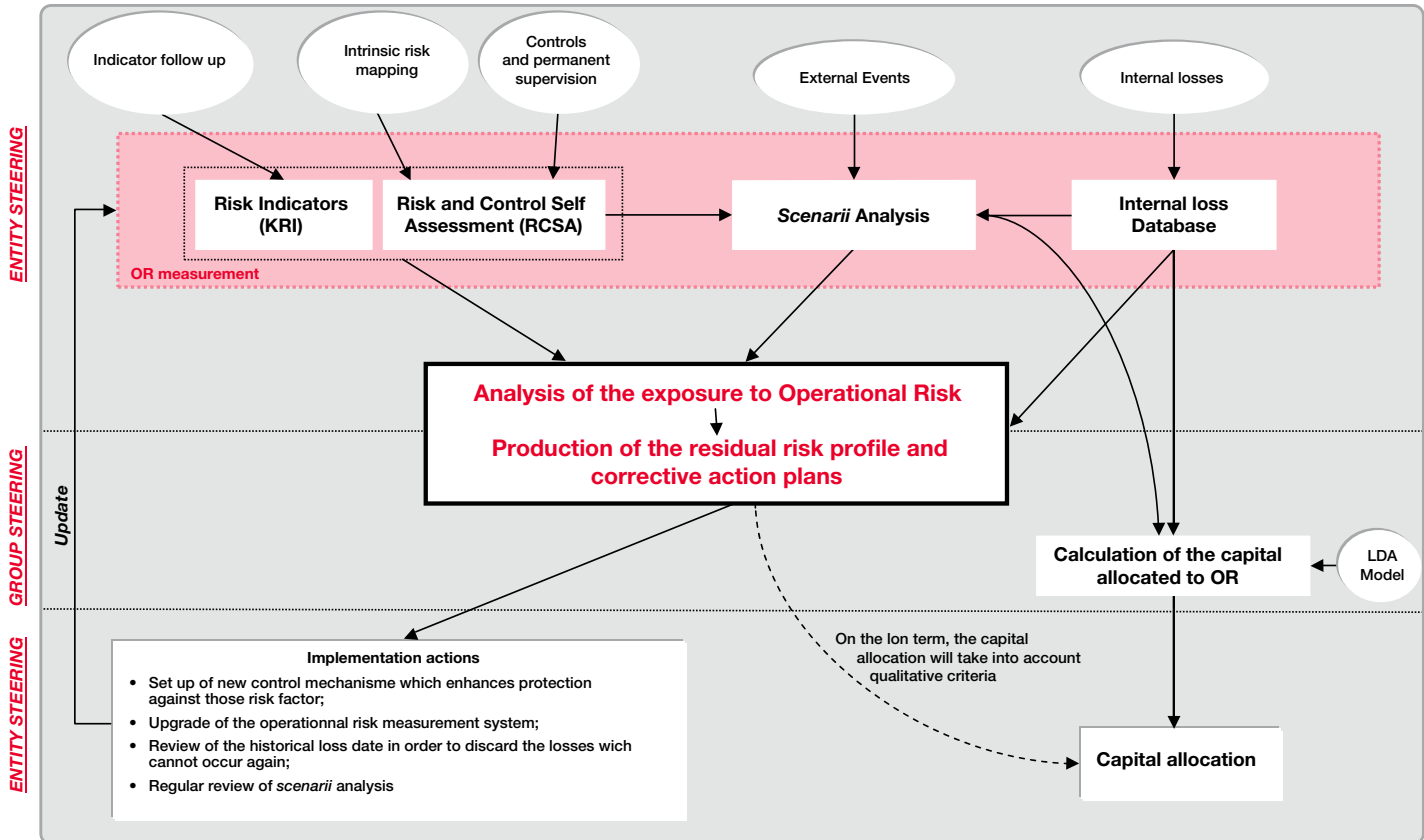 Indicator follow up
Intrinsic risk
mapping
Controls
and permanent
supervision
External Events
Internal losses
ENTITY STEERING
Risk Indicators
(KRI)
Risk and Control Self
Assessment (RCSA)
Scenarii Analysis
Internal loss
Database
OR measurement
Analysis of the exposure to Operational Risk
Production of the residual risk profile and
corrective action plans
GROUP STEERING
Update
Calculation of the capital
allocated to OR
LDA
Model
ENTITY STEERING
Implementation actions
• Set up of new control mechanisme which enhances protection
against those risk factor;
• Upgrade of the operationnal risk measurement system;
• Review of the historical loss date in order to discard the losses wich
cannot occur again;
• Regular review of scenarii analysis
On the lon term, the capital
allocation will take into account
qualitative criteria
Capital allocation